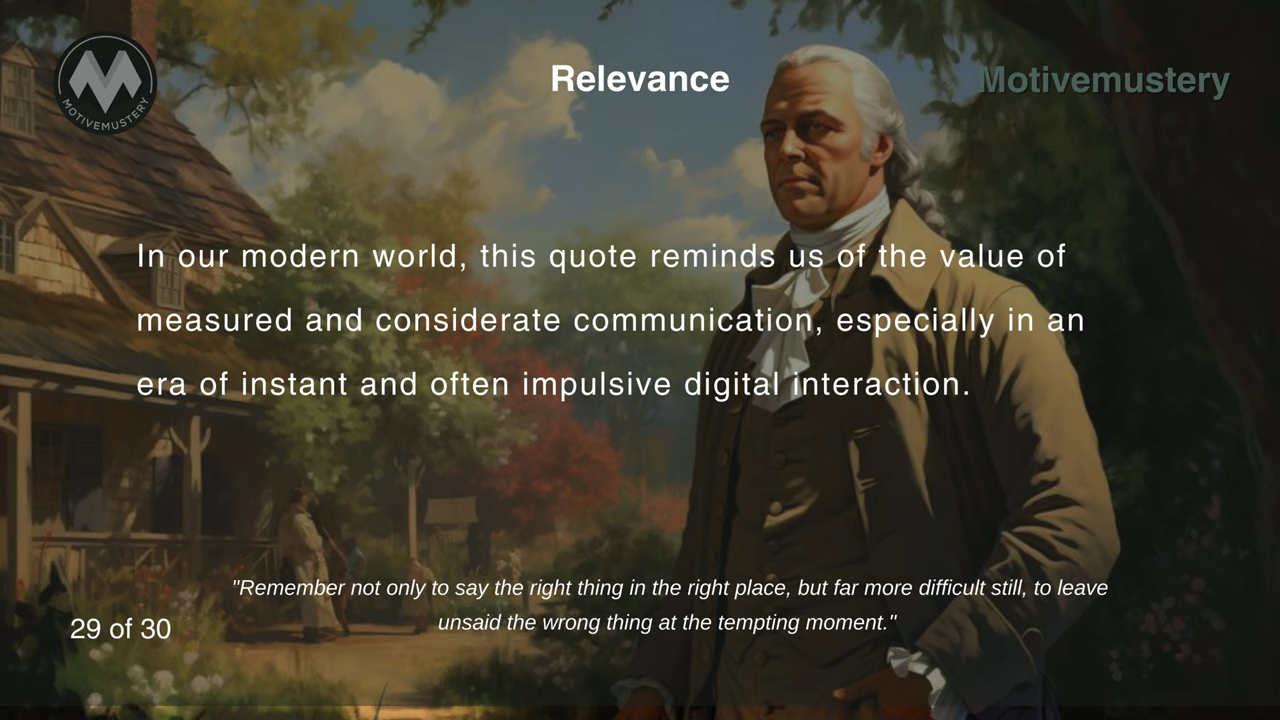 MOTIVEMUSTERY
Relevance
Motivemustery
In our modern world, this quote reminds us of the value of
measured and considerate communication, especially in an
era of instant and often impulsive digital interaction.
"Remember not only to say the right thing in the right place, but far more difficult still, to leave
unsaid the wrong thing at the tempting moment."
29 of 30